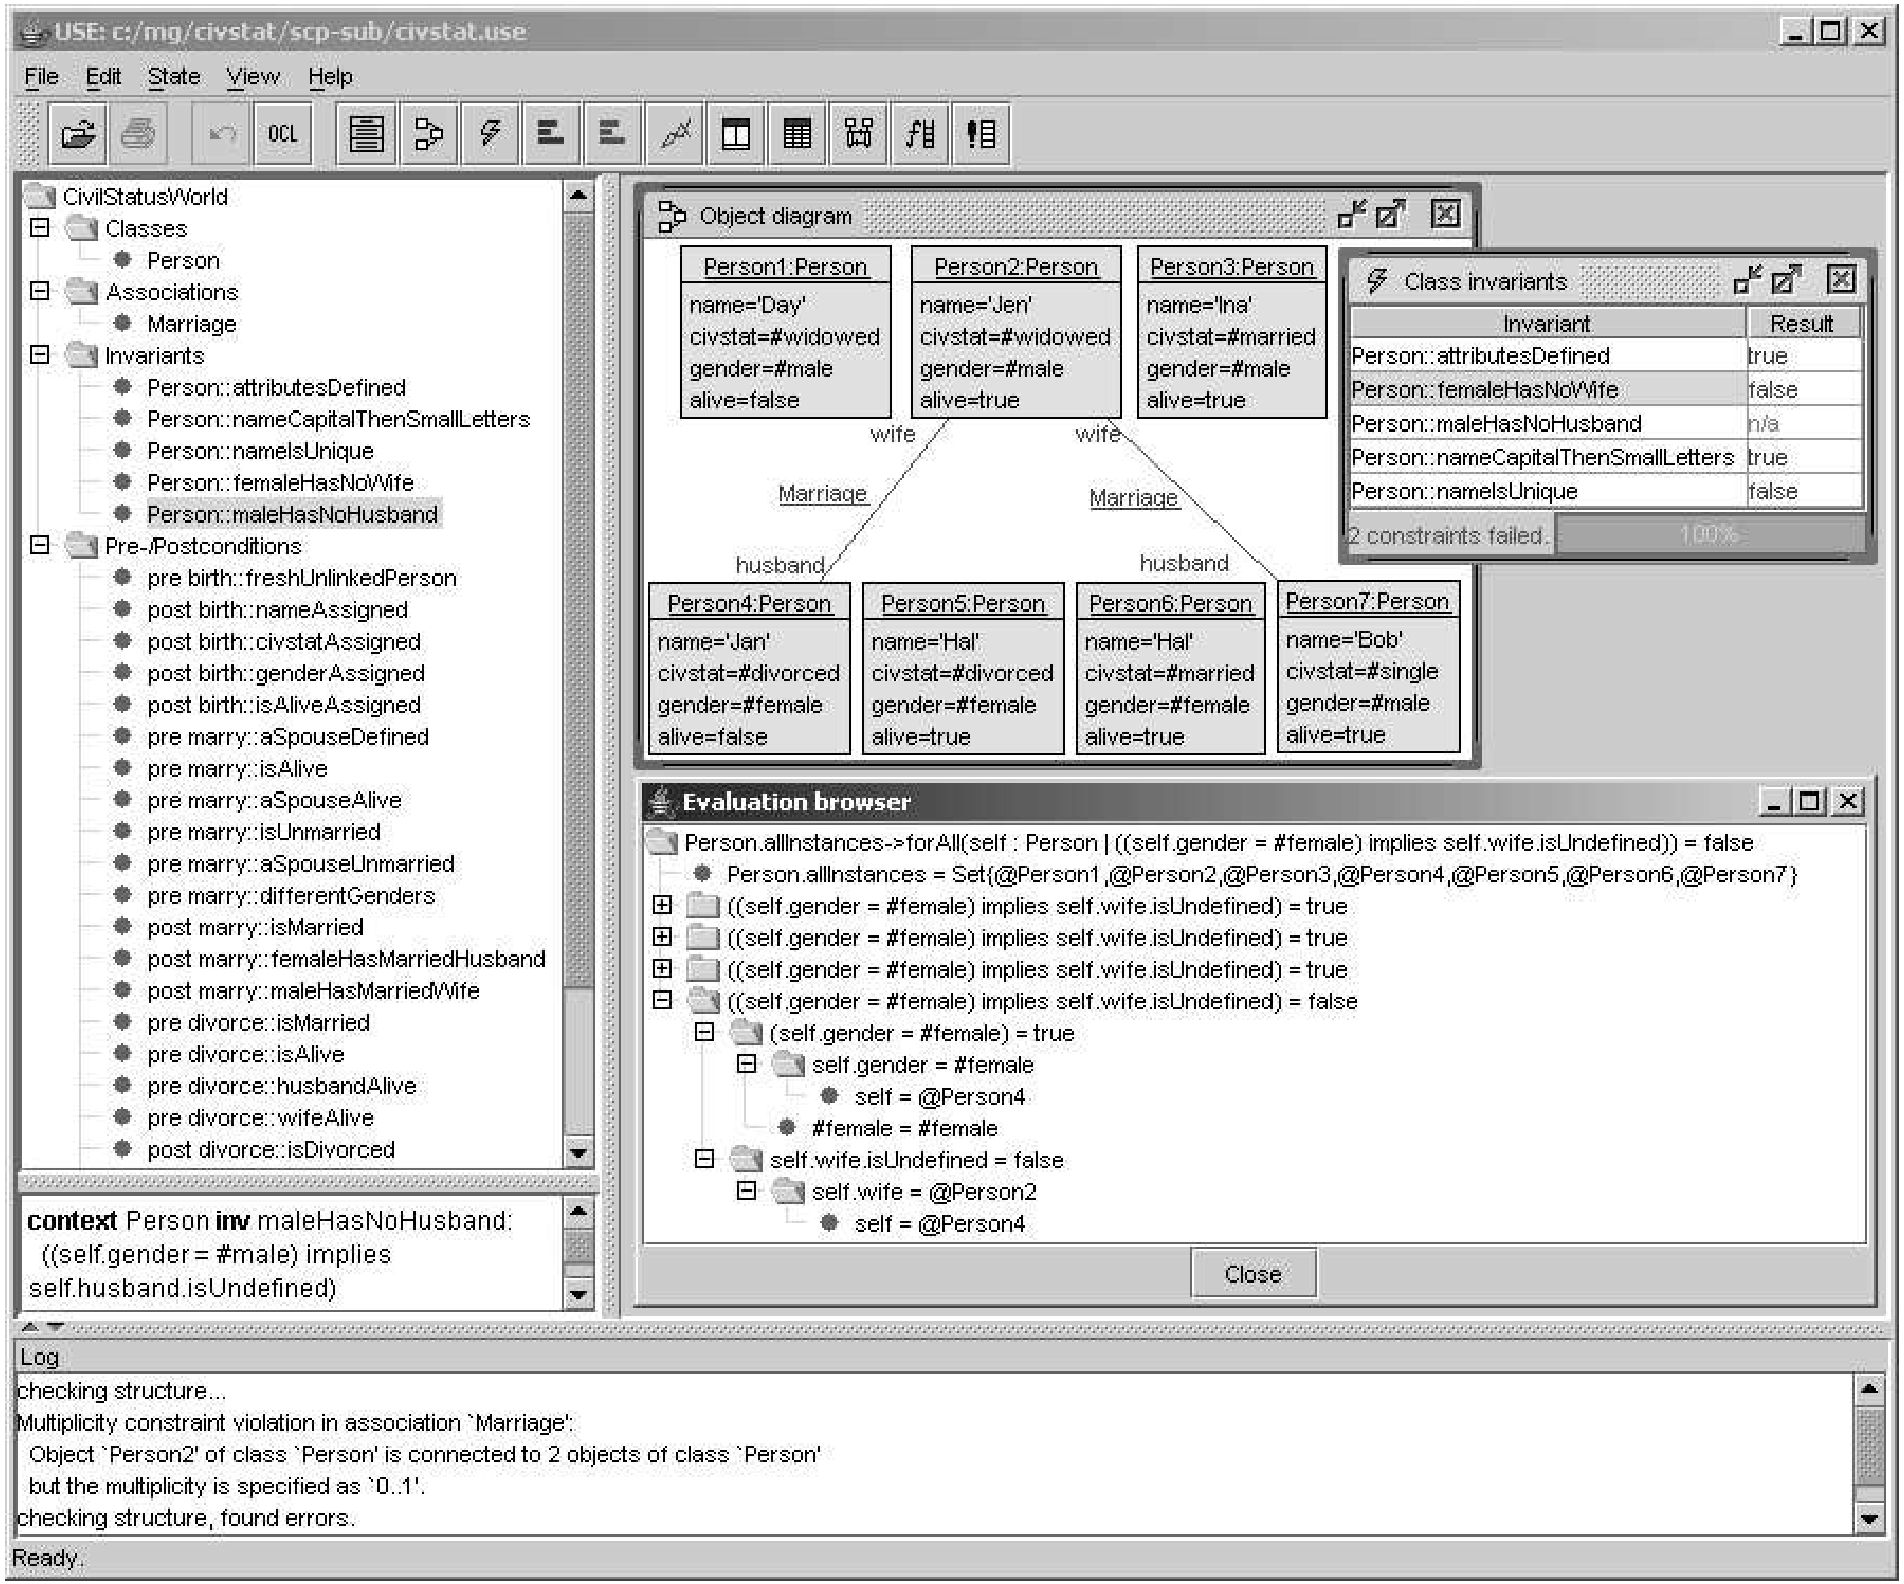 USE: c:/mg/civstat/scp-sub/civstat.use
File Edit State View Help
OCL
CivilStatusWorld
Classes
Person
Associations
Marriage
Invariants
Person::attributesDefined
Person::nameCapitalThenSmallLetters
Person::nameIsUnique
Person::femaleHasNoWife
Person::maleHasNoHusband
Pre-/Postconditions
pre birth::freshUnlinkedPerson
post birth::nameAssigned
post birth::civstatAssigned
post birth::genderAssigned
post birth::isAliveAssigned
pre marry::aSpouseDefined
pre marry::isAlive
pre marry::aSpouseAlive
pre marry::isUnmarried
pre marry::aSpouseUnmarried
pre marry::differentGenders
post marry::isMarried
post marry::femaleHasMarriedHusband
post marry::maleHasMarriedWife
pre divorce::isMarried
pre divorce::isAlive
pre divorce::husbandAlive
pre divorce::wifeAlive
post divorce::isDivorced
context Person inv maleHasNoHusband:
((self.gender = #male) implies
self.husband.isUndefined)
Object diagram
Person1:Person
name='Day'
civstat=#widowed
gender=#male
alive=false
Person2:Person
name='Jen'
civstat=#widowed
gender=#male
alive=true
Person3:Person
name='Ina'
civstat=#married
gender=#male
alive=true
wife
wife
Marriage
Marriage
husband
husband
Person4:Person
name='Jan'
civstat=#divorced
gender=#female
alive=false
Person5:Person
name='Hal'
civstat=#divorced
gender=#female
alive=true
Person6:Person
name='Hal'
civstat=#married
gender=#female
alive=true
Person7:Person
name='Bob'
civstat=#single
gender=#male
alive=true
Class invariants
Invariant Result
Person::attributesDefined true
Person::femaleHasNoWife false
Person::maleHasNoHusband n/a
Person::nameCapitalThenSmallLetters true
Person::nameIsUnique false
2 constraints failed. 100%
Evaluation browser
Person.allInstances->forAll(self : Person | ((self.gender = #female) implies self.wife.isUndefined)) = false
Person.allInstances = Set{@Person1,@Person2,@Person3,@Person4,@Person5,@Person6,@Person7}
((self.gender = #female) implies self.wife.isUndefined) = true
((self.gender = #female) implies self.wife.isUndefined) = true
((self.gender = #female) implies self.wife.isUndefined) = true
((self.gender = #female) implies self.wife.isUndefined) = false
(self.gender = #female) = true
self.gender = #female
self = @Person4
#female = #female
self.wife.isUndefined = false
self.wife = @Person2
self = @Person4
Close
Log
checking structure...
Multiplicity constraint violation in association `Marriage':
Object `Person2' of class `Person' is connected to 2 objects of class `Person'
but the multiplicity is specified as `0..1'.
checking structure, found errors.
Ready.